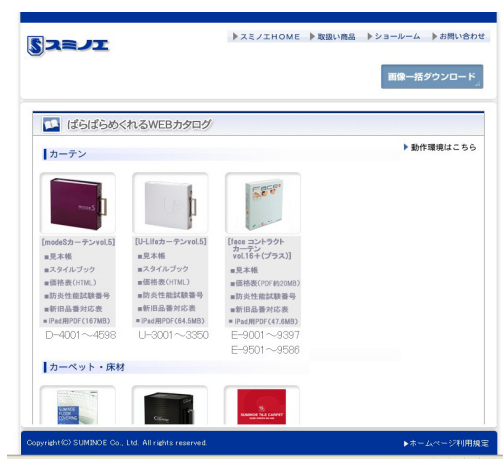 スミノエ
スミノエHOME 取扱い商品 ショールーム お問い合わせ
画像一括ダウンロード
ぱらぱらめくれるWEBカタログ
動作環境はこちら
カーテン
[modeSカーテンvol.5]
■見本帳
■スタイルブック
■価格表(HTML)
■防炎性能試験番号
■新旧品番対応表
■iPad用PDF(167MB)
D-4001～4598
[U-Lifeカーテンvol.5]
■見本帳
■スタイルブック
■価格表(HTML)
■防炎性能試験番号
■新旧品番対応表
■iPad用PDF(64.5MB)
U-3001～3350
face
[face コントラクト
カーテン
vol.16+(プラス)]
■見本帳
■価格表(PDF約20MB)
■防炎性能試験番号
■新旧品番対応表
■iPad用PDF(47.6MB)
E-9001～9397
E-9501～9586
カーペット・床材
SUMINOE
FLOOR
COVERING
SUMINOE TILE CARPET
Copyright(C) SUMINOE Co., Ltd. All rights reserved.
ホームページ利用規定